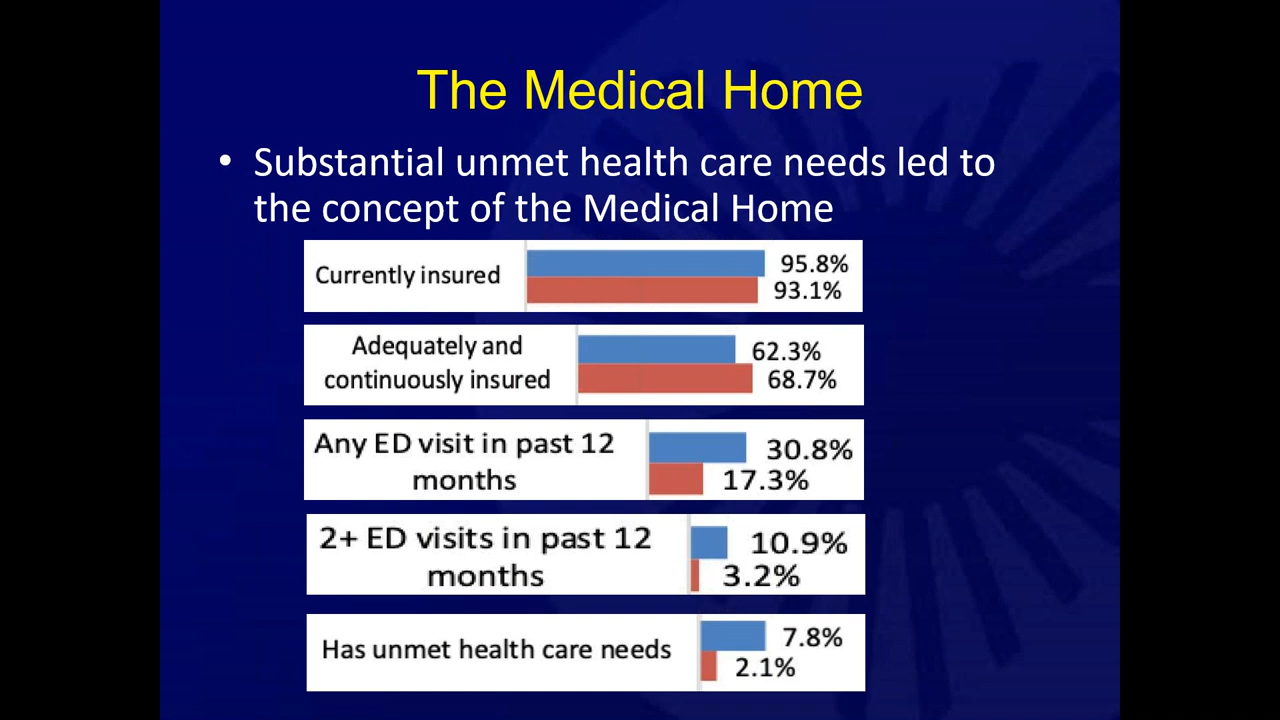 The Medical Home
• Substantial unmet health care needs led to
the concept of the Medical Home
Currently insured
95.8%
93.1%
Adequately and
continuously insured
62.3%
68.7%
Any ED visit in past 12
months
30.8%
17.3%
2+ ED visits in past 12
months
10.9%
3.2%
Has unmet health care needs
7.8%
2.1%